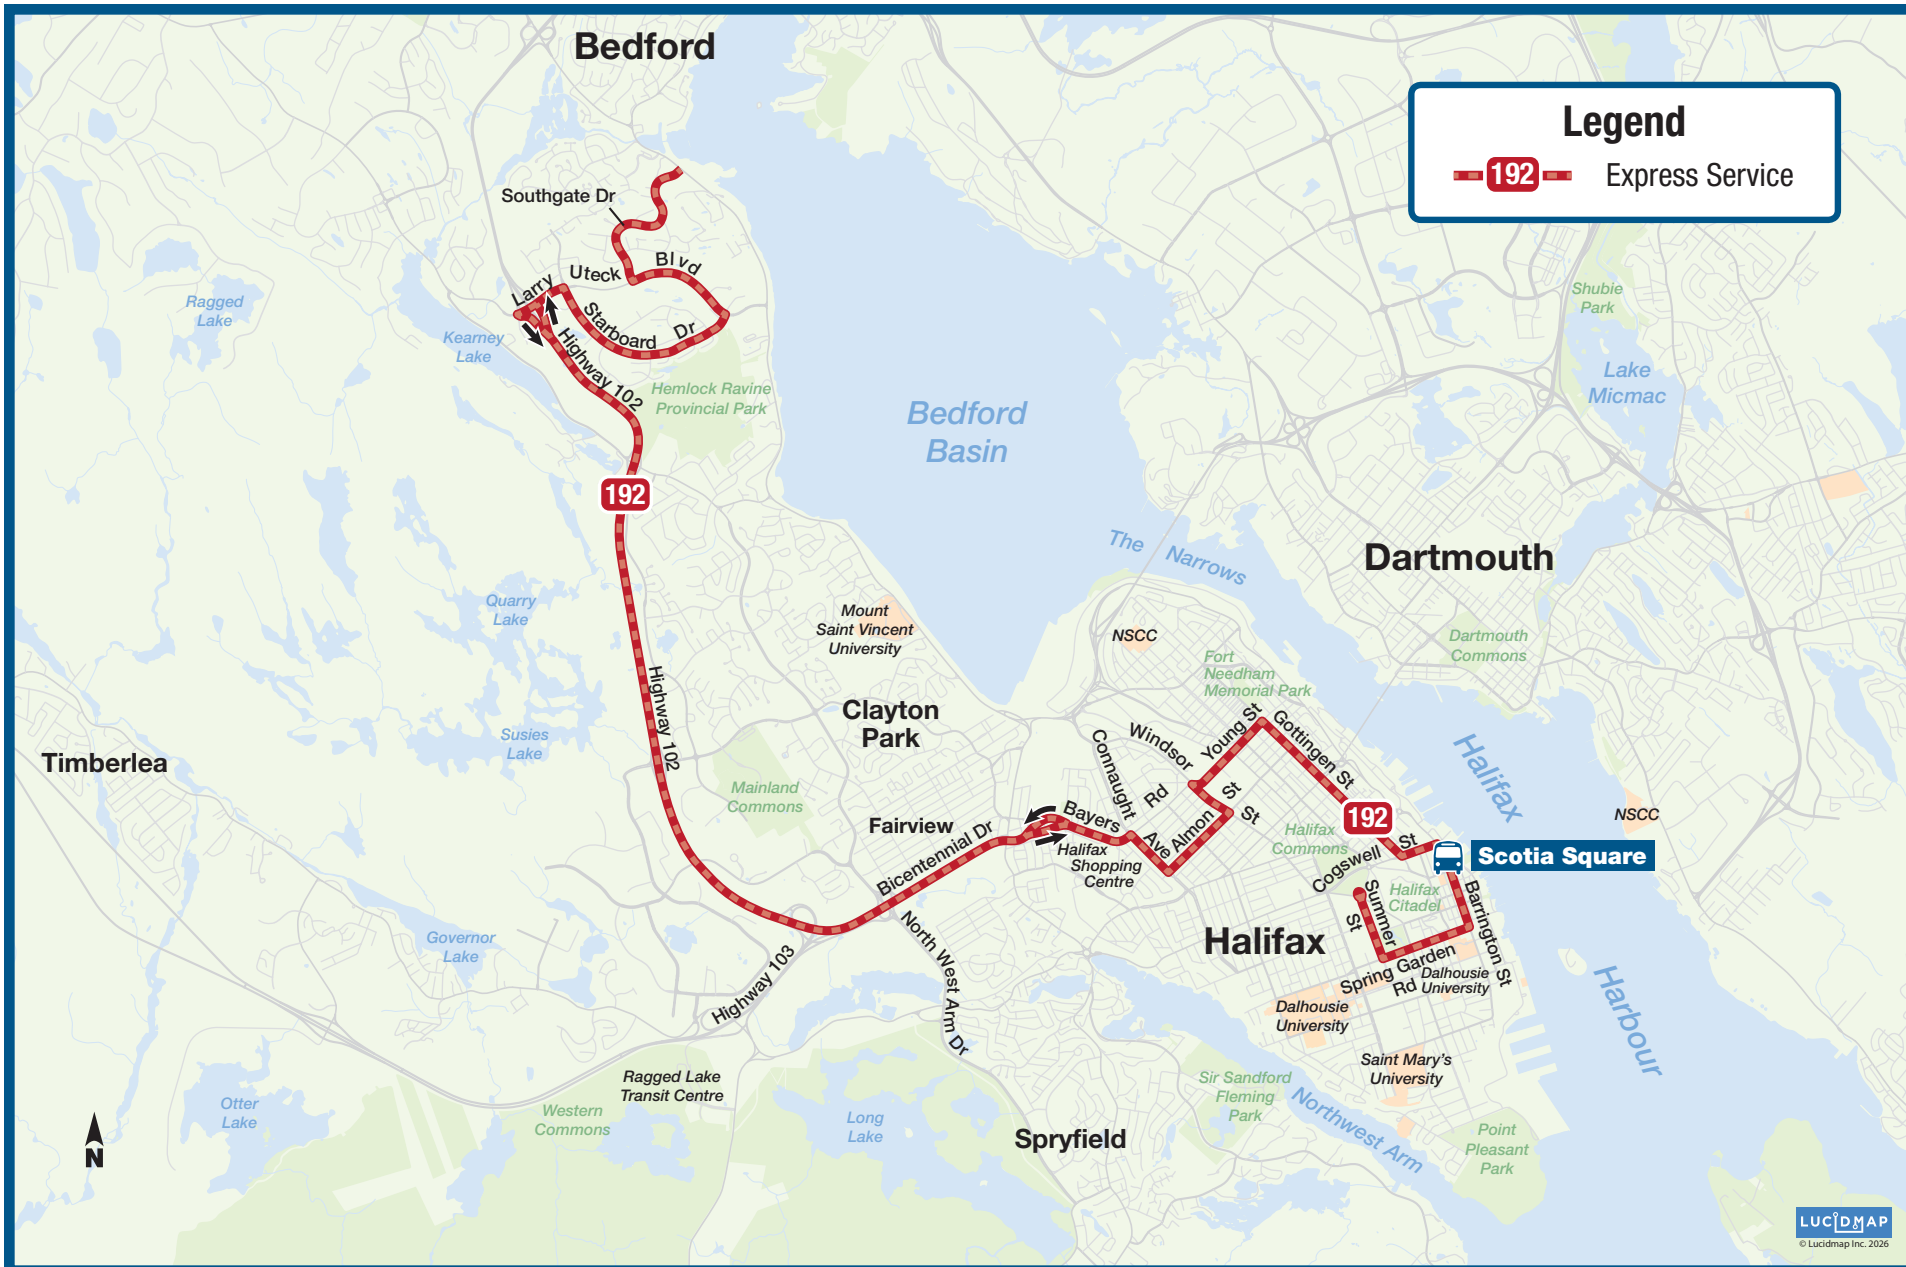 Bedford
Legend
192
Express Service
Southgate Dr
Larry
Uteck
Blvd
Starboard
Dr
Highway 102
Ragged
Lake
Kearney
Lake
Hemlock Ravine
Provincial Park
Bedford
Basin
Shubie
Park
Lake
Micmac
192
The Narrows
Dartmouth
Quarry
Lake
Mount
Saint Vincent
University
NSCC
Dartmouth
Commons
Fort
Needham
Memorial Park
Highway 102
Clayton
Park
Susies
Lake
Timberlea
Mainland
Commons
Connaught
Windsor
Young St
Gottingen St
Halifax
Rd
St
St
192
NSCC
Fairview
Bicentennial Dr
Bayers
Ave
Almon
Halifax
Shopping
Centre
Halifax
Commons
Cogswell
St
Scotia Square
Summer
St
Halifax
Citadel
Barrington St
North West Arm Dr
Highway 103
Governor
Lake
Halifax
Spring Garden
Rd
Dalhousie
University
Dalhousie
University
Harbour
Saint Mary's
University
Ragged Lake
Transit Centre
Otter
Lake
Western
Commons
Long
Lake
Spryfield
Sir Sandford
Fleming
Park
Northwest Arm
Point
Pleasant
Park
N
LUCIDMAP
© Lucidmap Inc. 2026